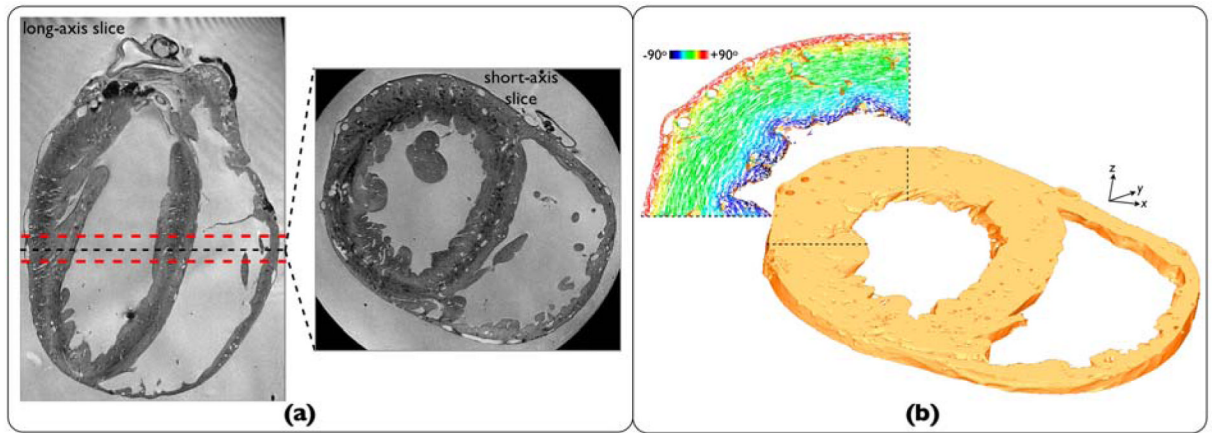 long-axis slice
short-axis
slice
(a)
-90° +90°
z
y
x
(b)